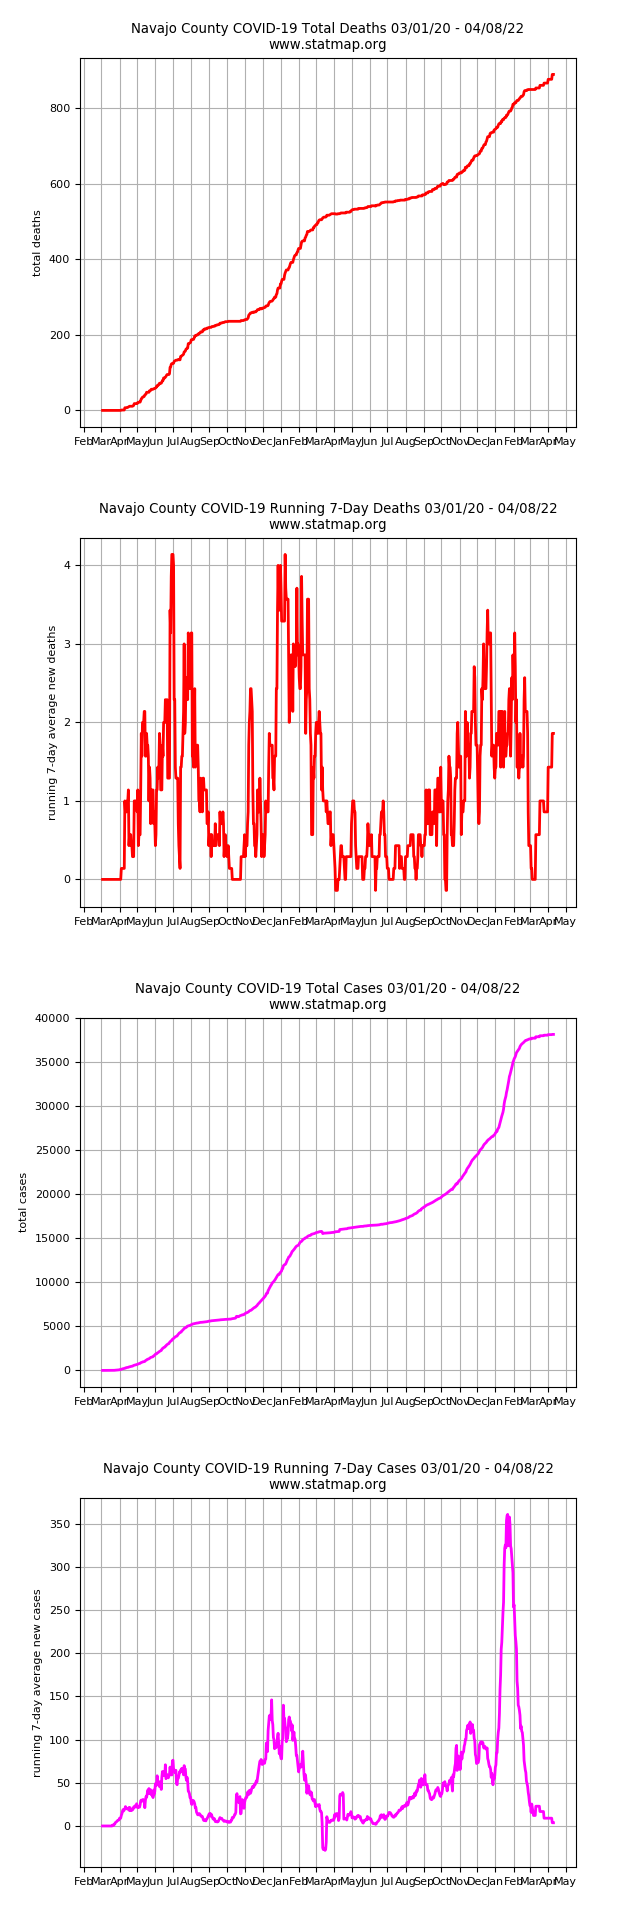 Navajo County COVID-19 Total Deaths 03/01/20 - 04/08/22
www.statmap.org
800
600
400
200
0
total deaths
Feb Mar Apr May Jun Jul Aug Sep Oct Nov Dec Jan Feb Mar Apr May Jun Jul Aug Sep Oct Nov Dec Jan Feb Mar Apr May
Navajo County COVID-19 Running 7-Day Deaths 03/01/20 - 04/08/22
www.statmap.org
4
3
2
1
0
running 7-day average new deaths
Feb Mar Apr May Jun Jul Aug Sep Oct Nov Dec Jan Feb Mar Apr May Jun Jul Aug Sep Oct Nov Dec Jan Feb Mar Apr May
Navajo County COVID-19 Total Cases 03/01/20 - 04/08/22
www.statmap.org
40000
35000
30000
25000
20000
15000
10000
5000
0
total cases
Feb Mar Apr May Jun Jul Aug Sep Oct Nov Dec Jan Feb Mar Apr May Jun Jul Aug Sep Oct Nov Dec Jan Feb Mar Apr May
Navajo County COVID-19 Running 7-Day Cases 03/01/20 - 04/08/22
www.statmap.org
350
300
250
200
150
100
50
0
running 7-day average new cases
Feb Mar Apr May Jun Jul Aug Sep Oct Nov Dec Jan Feb Mar Apr May Jun Jul Aug Sep Oct Nov Dec Jan Feb Mar Apr May